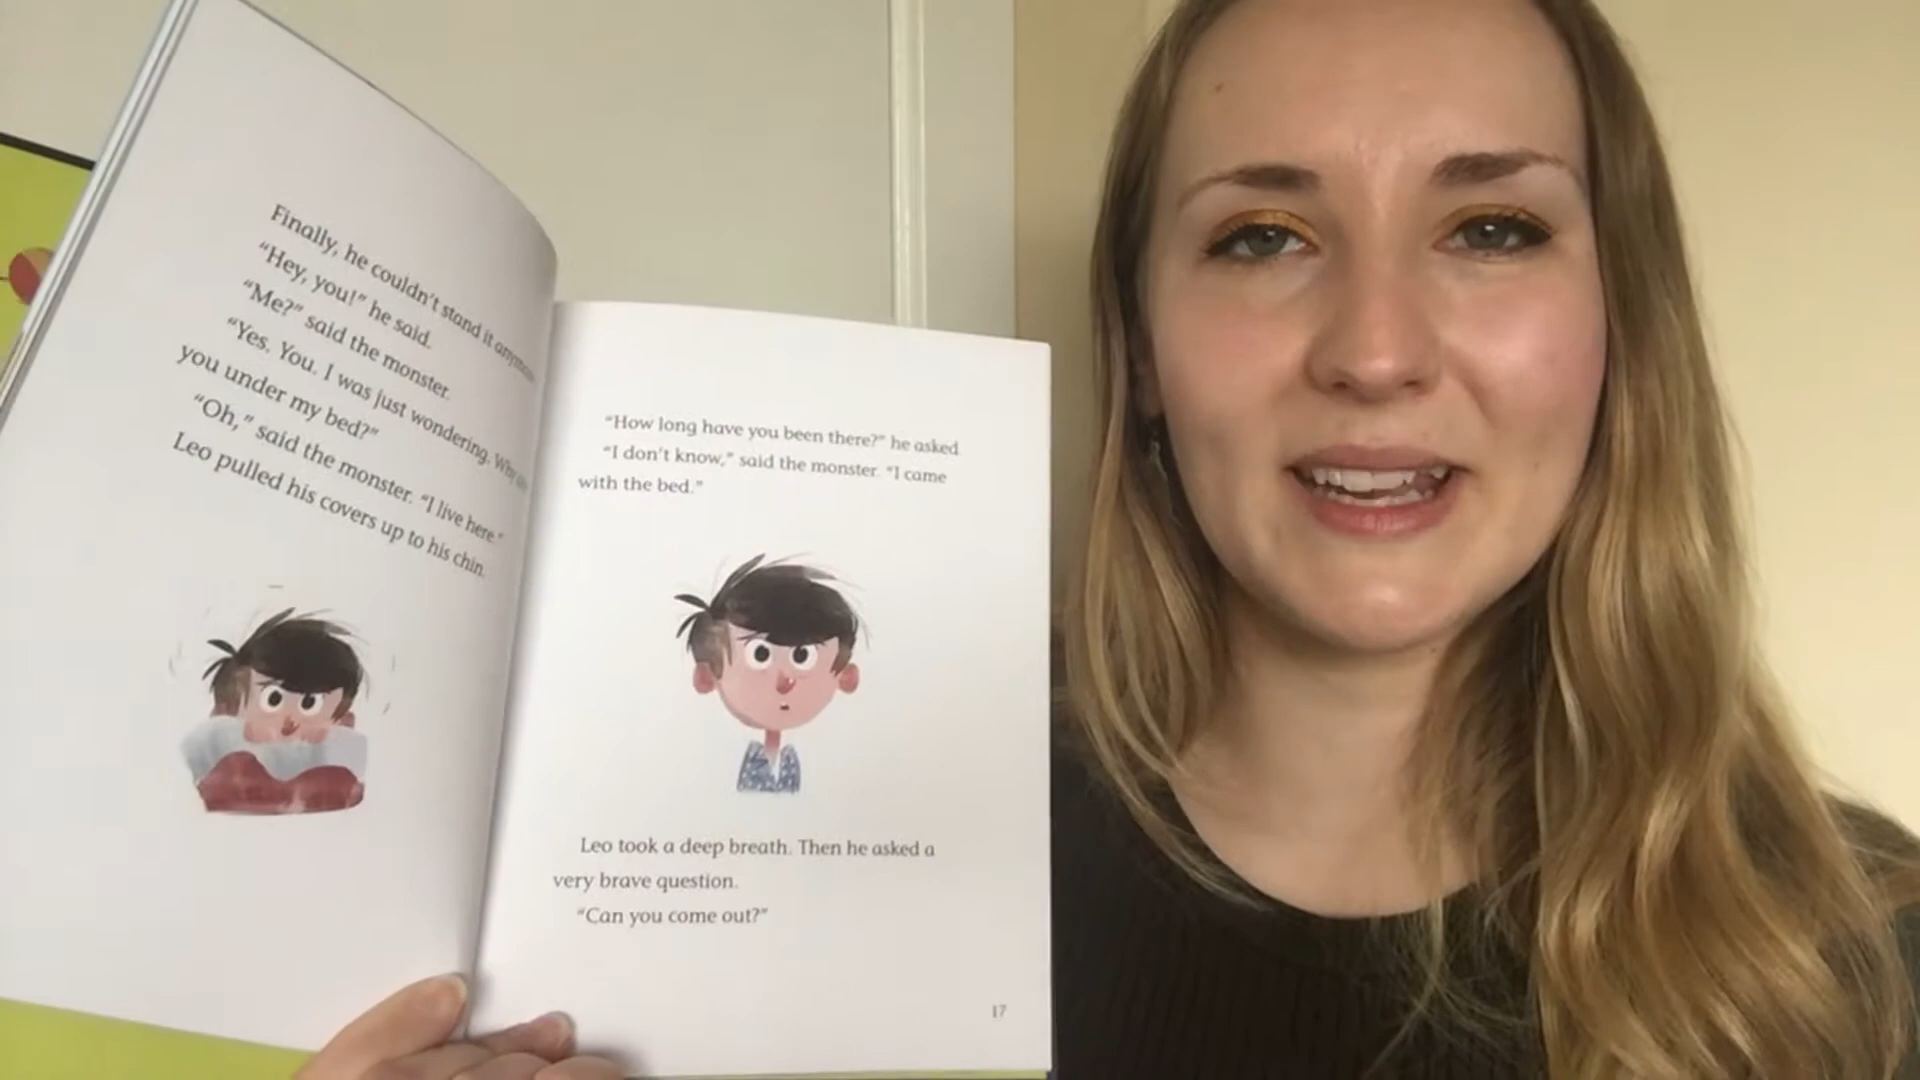 Finally, he couldn't stand it anymore.
“Hey, you!” he said.
“Me?” said the monster.
“Yes. You. I was just wondering. Why are
you under my bed?”
“Oh,” said the monster. “I live here.”
Leo pulled his covers up to his chin.
“How long have you been there?” he asked.
“I don't know,” said the monster. “I came
with the bed.”
Leo took a deep breath. Then he asked a
very brave question.
“Can you come out?”
17